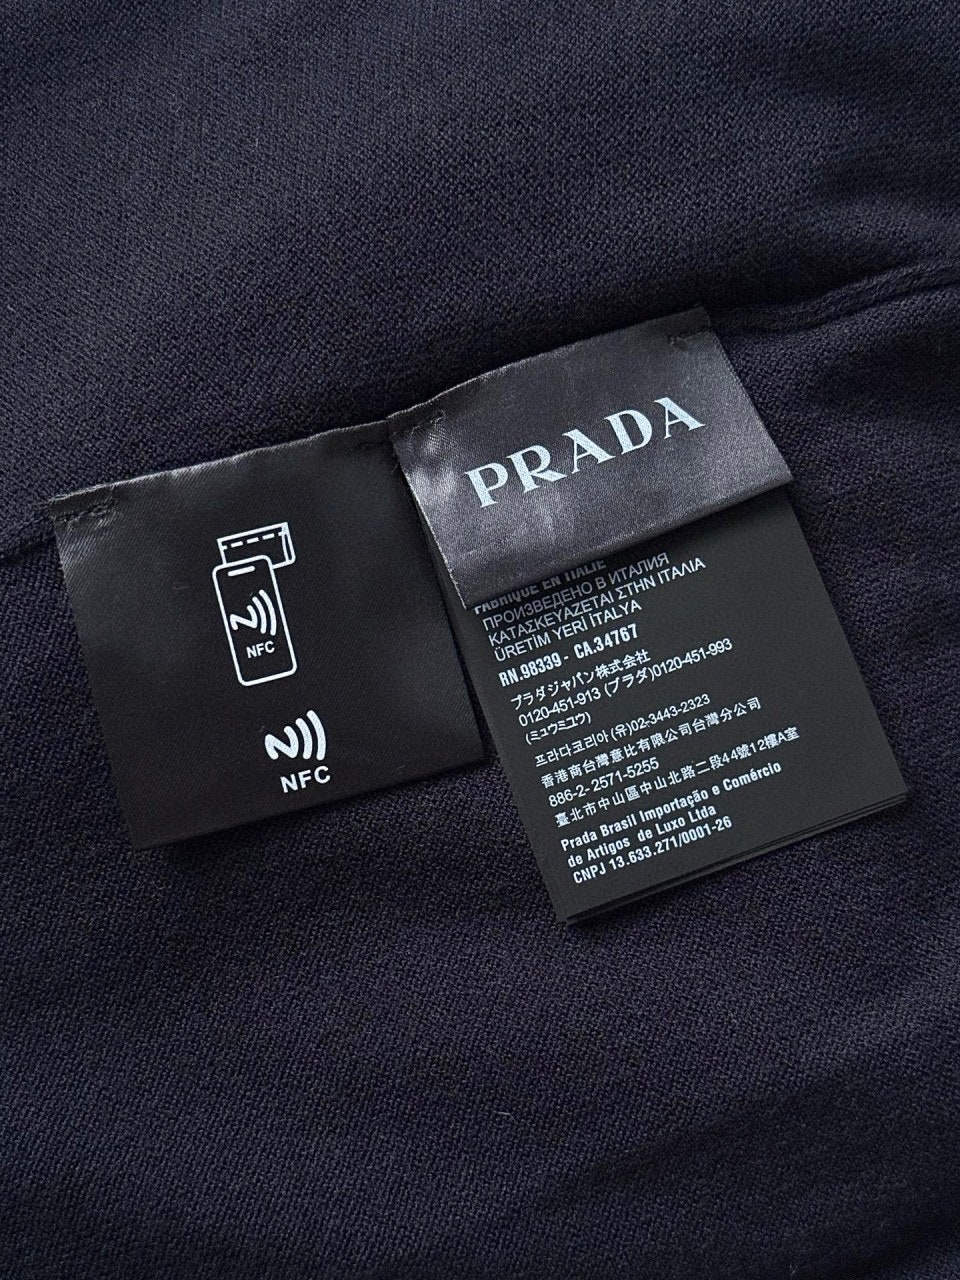 NFC
NFC
PRADA
FABRIQUÉ EN ITALIE
ПРОИЗВЕДЕНО В ИТАЛИЯ
ΚΑΤΑΣΚΕΥΑΖΕΤΑΙ ΣΤΗΝ ΙΤΑΛΙΑ
ÜRETİM YERİ İTALYA
RN.98339 - CA.34767
プラダジャパン株式会社
0120-451-913 (プラダ)0120-451-993
(ミュウミュウ)
프라다코리아 (유)02-3443-2323
香港商台灣意比有限公司台灣分公司
886-2- 2571-5255
臺北市中山區中山北路二段44號12樓A室
Prada Brasil Importação e Comércio
de Artigos de Luxo Ltda
CNPJ 13.633.271/0001-26